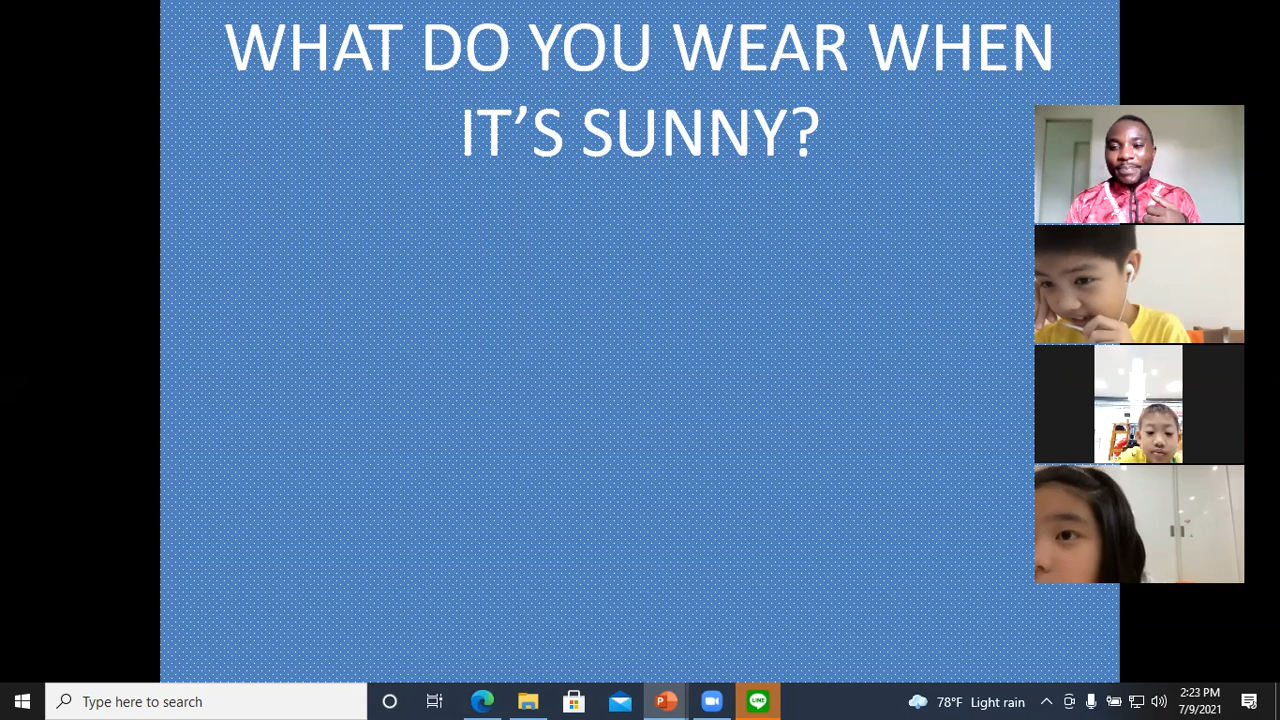 WHAT DO YOU WEAR WHEN
IT’S SUNNY?
Type here to search
78°F Light rain
2:23 PM
7/9/2021
LINE